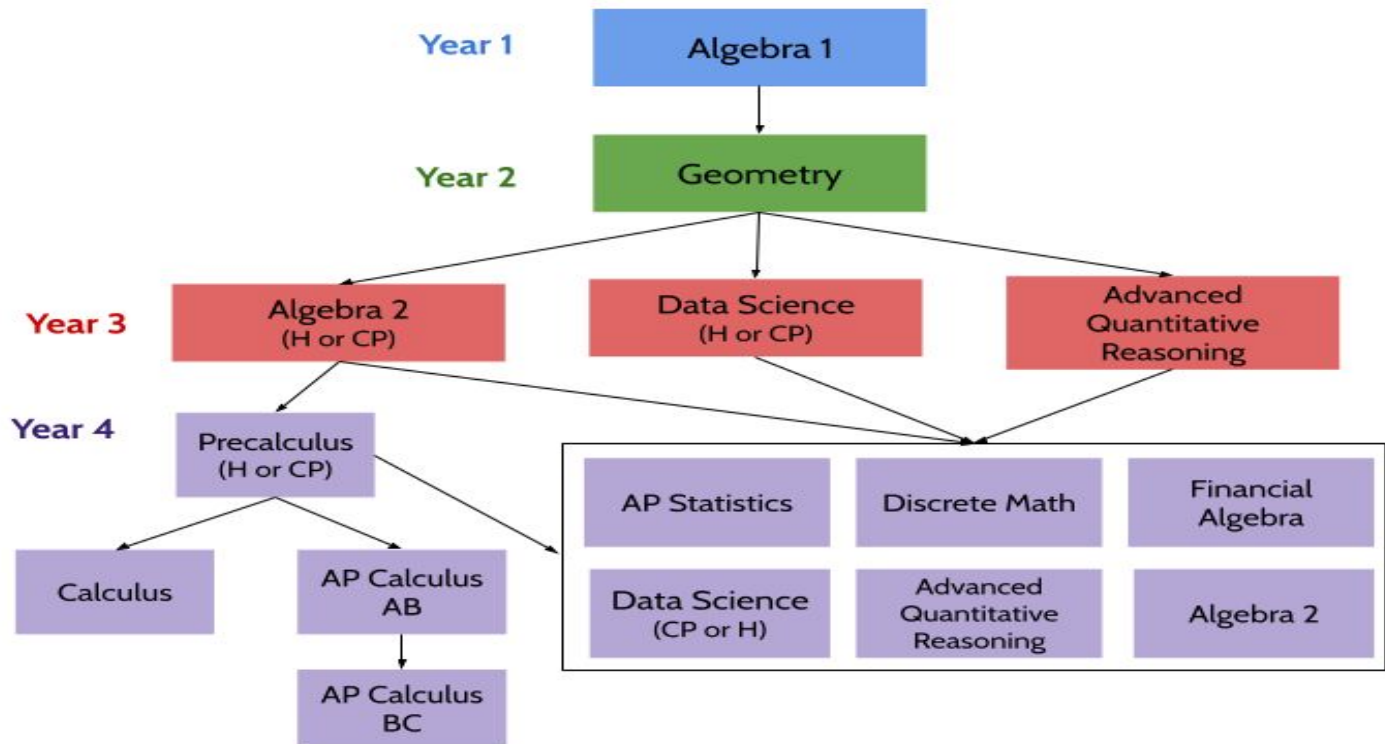 Year 1
Algebra 1
Year 2
Geometry
Year 3
Algebra 2
(H or CP)
Data Science
(H or CP)
Advanced
Quantitative
Reasoning
Year 4
Precalculus
(H or CP)
AP Statistics
Discrete Math
Financial
Algebra
Calculus
AP Calculus
AB
Data Science
(CP or H)
Advanced
Quantitative
Reasoning
Algebra 2
AP Calculus
BC